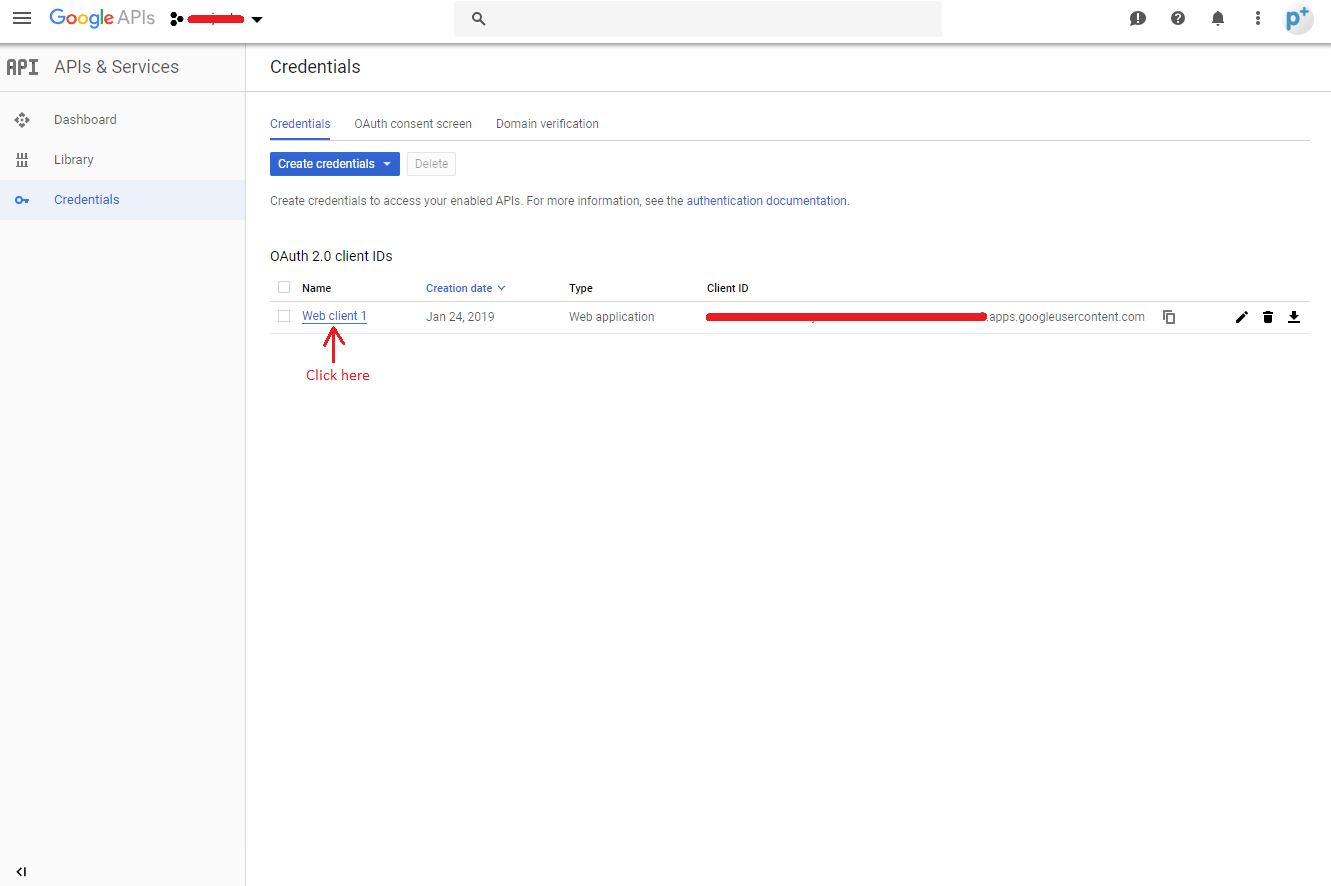 Google APIs
API APIs & Services
Credentials
Dashboard
Library
Credentials
Credentials OAuth consent screen Domain verification
Create credentials Delete
Create credentials to access your enabled APIs. For more information, see the authentication documentation.
OAuth 2.0 client IDs
Name Creation date Type Client ID
Web client 1 Jan 24, 2019 Web application .apps.googleusercontent.com
Click here
p+